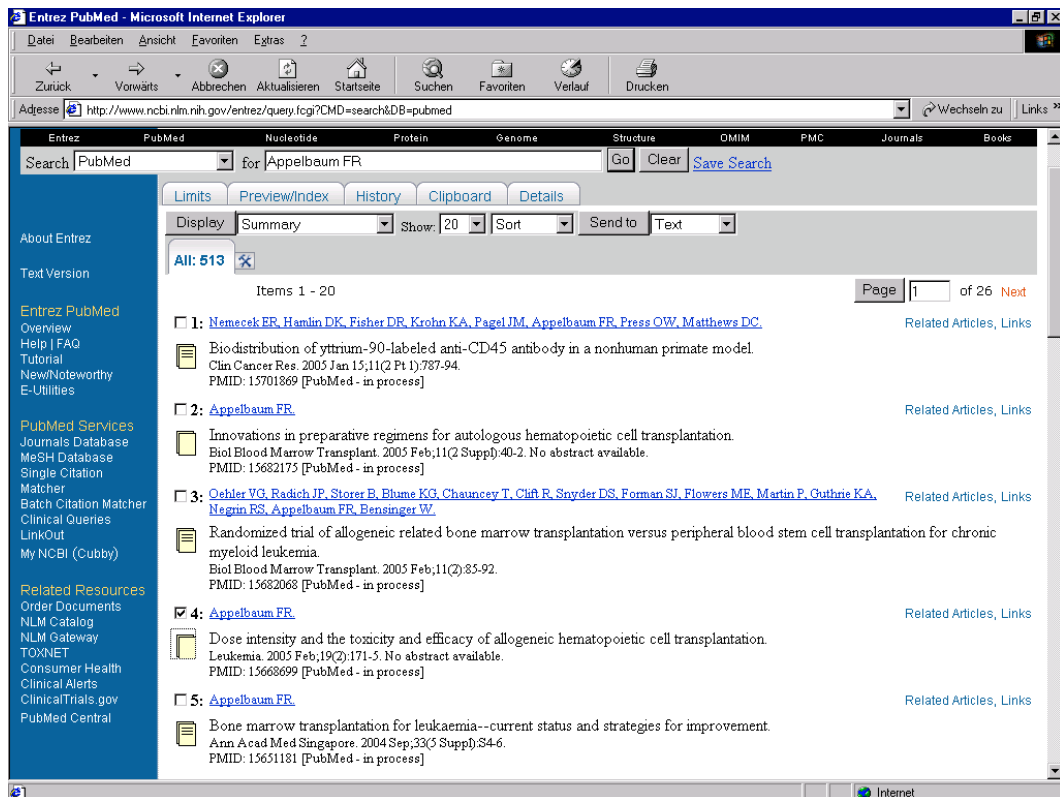 Entrez PubMed - Microsoft Internet Explorer
Datei Bearbeiten Ansicht Favoriten Extras ?
Zurück Vorwärts Abbrechen Aktualisieren Startseite Suchen Favoriten Verlauf Drucken
Adresse http://www.ncbi.nlm.nih.gov/entrez/query.fcgi?CMD=search&DB=pubmed Wechseln zu Links »
Entrez PubMed Nucleotide Protein Genome Structure OMIM PMC Journals Books
Search PubMed for Appelbaum FR Go Clear Save Search
Limits Preview/Index History Clipboard Details
Display Summary Show: 20 Sort Send to Text
All: 513
Items 1 - 20 Page 1 of 26 Next
About Entrez
Text Version
Entrez PubMed
Overview
Help | FAQ
Tutorial
New/Noteworthy
E-Utilities
PubMed Services
Journals Database
MeSH Database
Single Citation
Matcher
Batch Citation Matcher
Clinical Queries
LinkOut
My NCBI (Cubby)
Related Resources
Order Documents
NLM Catalog
NLM Gateway
TOXNET
Consumer Health
Clinical Alerts
ClinicalTrials.gov
PubMed Central
1: Nemecek ER, Hamlin DK, Fisher DR, Krohn KA, Pagel JM, Appelbaum FR, Press OW, Matthews DC. Related Articles, Links
Biodistribution of yttrium-90-labeled anti-CD45 antibody in a nonhuman primate model.
Clin Cancer Res. 2005 Jan 15;11(2 Pt 1):787-94.
PMID: 15701869 [PubMed - in process]
2: Appelbaum FR. Related Articles, Links
Innovations in preparative regimens for autologous hematopoietic cell transplantation.
Biol Blood Marrow Transplant. 2005 Feb;11(2 Suppl):40-2. No abstract available.
PMID: 15682175 [PubMed - in process]
3: Oehler VG, Radich JP, Storer B, Blume KG, Chauncey T, Clift R, Snyder DS, Forman SJ, Flowers ME, Martin P, Guthrie KA, Related Articles, Links
Negrin RS, Appelbaum FR, Bensinger W.
Randomized trial of allogeneic related bone marrow transplantation versus peripheral blood stem cell transplantation for chronic
myeloid leukemia.
Biol Blood Marrow Transplant. 2005 Feb;11(2):85-92.
PMID: 15682068 [PubMed - in process]
4: Appelbaum FR. Related Articles, Links
Dose intensity and the toxicity and efficacy of allogeneic hematopoietic cell transplantation.
Leukemia. 2005 Feb;19(2):171-5. No abstract available.
PMID: 15668699 [PubMed - in process]
5: Appelbaum FR. Related Articles, Links
Bone marrow transplantation for leukaemia--current status and strategies for improvement.
Ann Acad Med Singapore. 2004 Sep;33(5 Suppl):S4-6.
PMID: 15651181 [PubMed - in process]
Internet